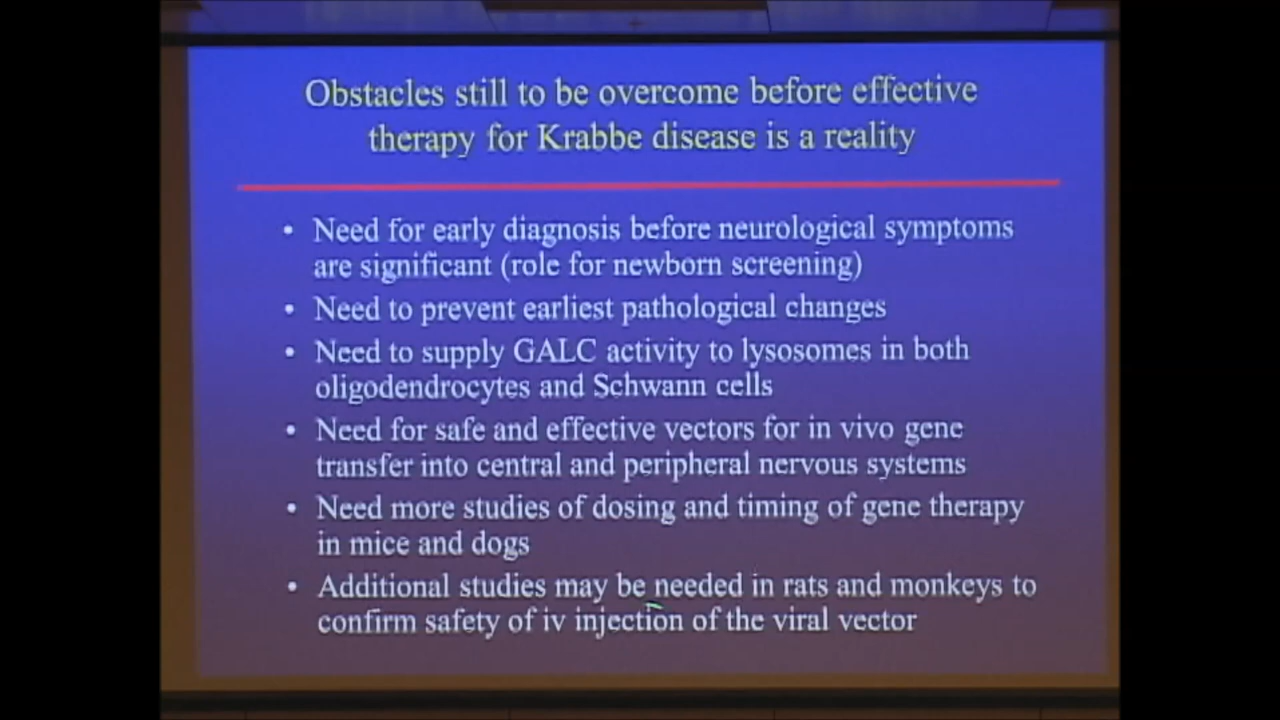 Obstacles still to be overcome before effective
therapy for Krabbe disease is a reality
• Need for early diagnosis before neurological symptoms
are significant (role for newborn screening)
• Need to prevent earliest pathological changes
• Need to supply GALC activity to lysosomes in both
oligodendrocytes and Schwann cells
• Need for safe and effective vectors for in vivo gene
transfer into central and peripheral nervous systems
• Need more studies of dosing and timing of gene therapy
in mice and dogs
• Additional studies may be needed in rats and monkeys to
confirm safety of iv injection of the viral vector